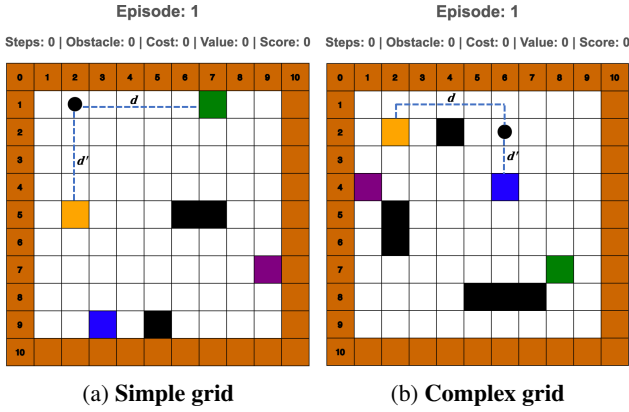 Episode: 1
Steps: 0 | Obstacle: 0 | Cost: 0 | Value: 0 | Score: 0
0 1 2 3 4 5 6 7 8 9 10
1
d
2
3
d'
4
5
6
7
8
9
10
(a) Simple grid
Episode: 1
Steps: 0 | Obstacle: 0 | Cost: 0 | Value: 0 | Score: 0
0 1 2 3 4 5 6 7 8 9 10
d
1
2
d'
3
4
5
6
7
8
9
10
(b) Complex grid